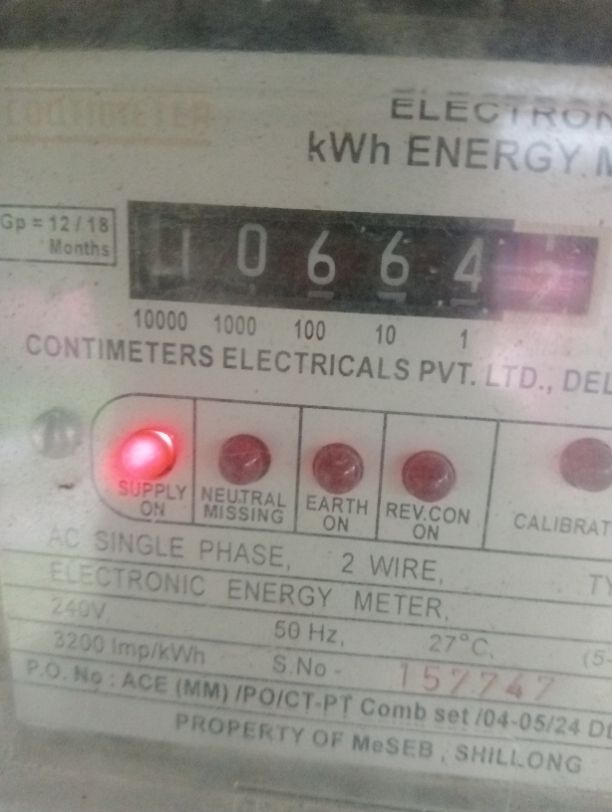 CONTIMETER
ELECTRON
kWh ENERGY M
Gp = 12 / 18
Months
0 6 6 4
10000 1000 100 10 1
CONTIMETERS ELECTRICALS PVT. LTD., DEL
SUPPLY ON
NEUTRAL MISSING
EARTH ON
REV.CON ON
CALIBRAT
AC SINGLE PHASE, 2 WIRE, TY
ELECTRONIC ENERGY METER,
240V, 50 Hz, 27°C, (5-
3200 Imp/kWh S.No - 157747
P.O. No : ACE (MM) /PO/CT-PT Comb set /04-05/24 D
PROPERTY OF MeSEB , SHILLONG